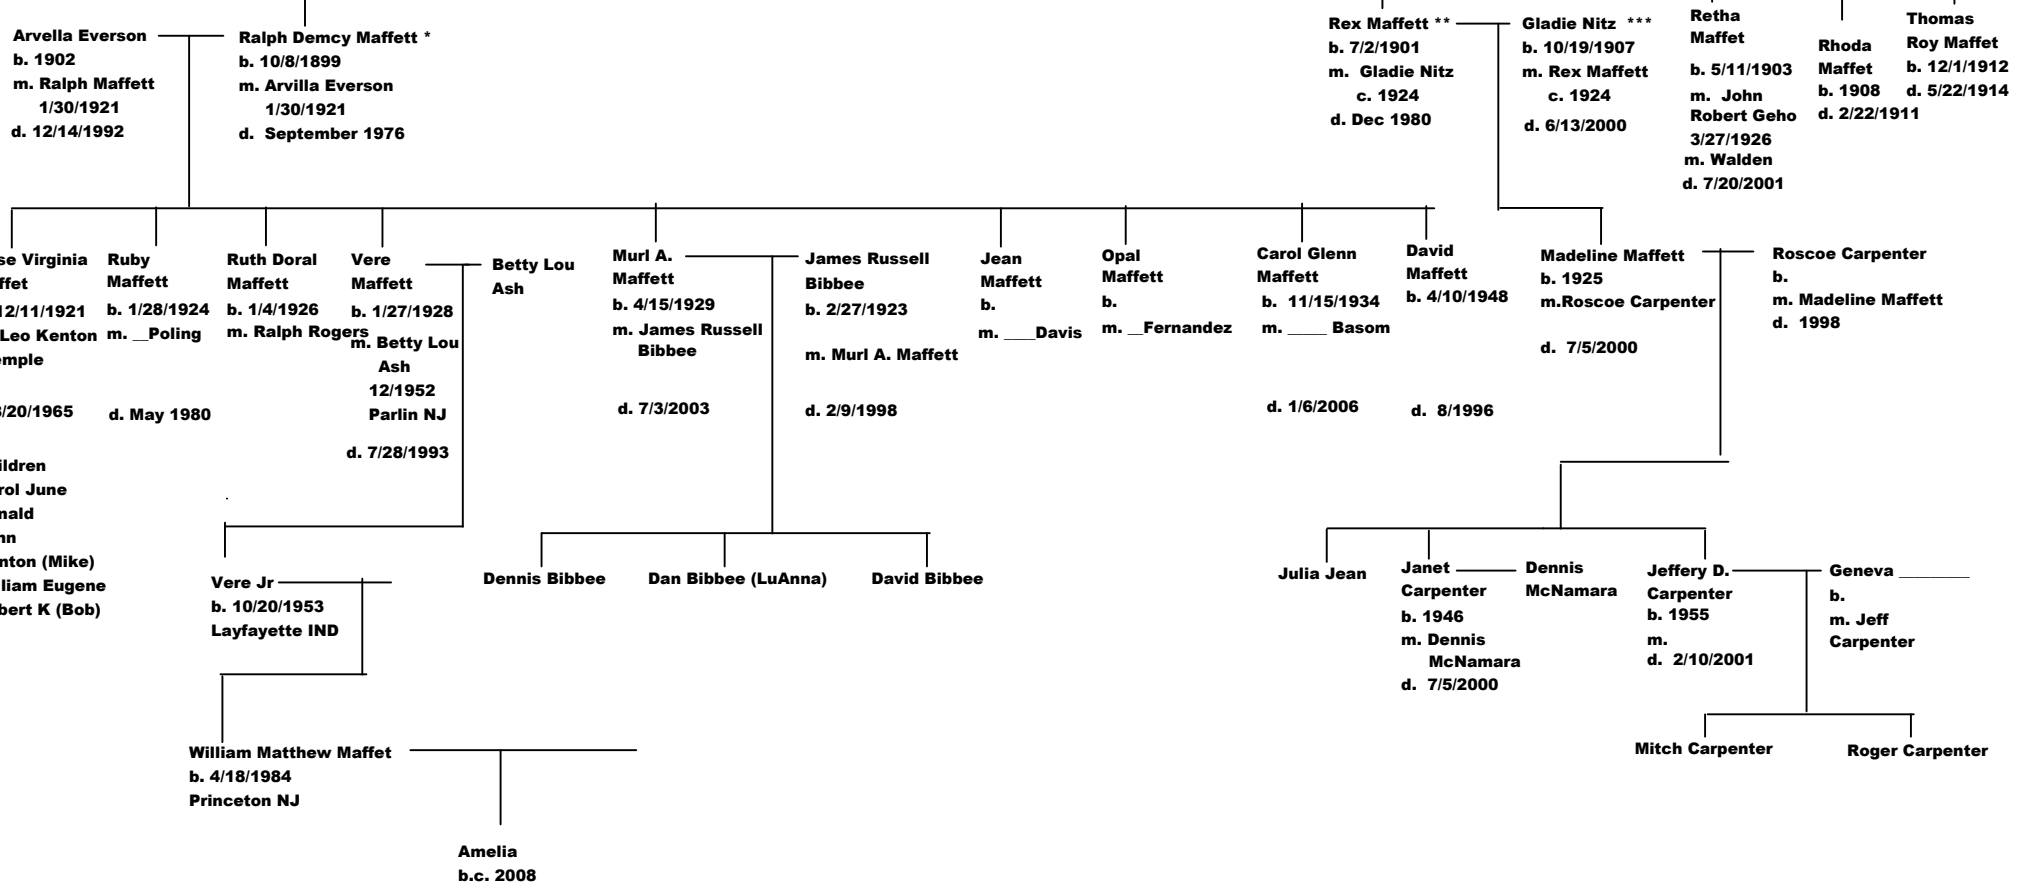 Arvella Everson
b. 1902
m. Ralph Maffett
1/30/1921
d. 12/14/1992
Ralph Demcy Maffett *
b. 10/8/1899
m. Arvilla Everson
1/30/1921
d. September 1976
Rex Maffett **
b. 7/2/1901
m. Gladie Nitz
c. 1924
d. Dec 1980
Gladie Nitz ***
b. 10/19/1907
m. Rex Maffett
c. 1924
d. 6/13/2000
Retha
Maffet
b. 5/11/1903
m. John
Robert Geho
3/27/1926
m. Walden
d. 7/20/2001
Rhoda
Maffet
b. 1908
d. 2/22/1911
Thomas
Roy Maffet
b. 12/1/1912
d. 5/22/1914
se Virginia
ffet
12/11/1921
Leo Kenton
emple
/20/1965
ildren
rol June
nald
nn
nton (Mike)
liam Eugene
bert K (Bob)
Ruby
Maffett
b. 1/28/1924
m. __Poling
d. May 1980
Ruth Doral
Maffett
b. 1/4/1926
m. Ralph Rogers
Vere
Maffett
b. 1/27/1928
m. Betty Lou
Ash
12/1952
Parlin NJ
d. 7/28/1993
Betty Lou
Ash
Murl A.
Maffett
b. 4/15/1929
m. James Russell
Bibbee
d. 7/3/2003
James Russell
Bibbee
b. 2/27/1923
m. Murl A. Maffett
d. 2/9/1998
Jean
Maffett
b.
m. ___Davis
Opal
Maffett
b.
m. __Fernandez
Carol Glenn
Maffett
b. 11/15/1934
m. ____ Basom
d. 1/6/2006
David
Maffett
b. 4/10/1948
d. 8/1996
Madeline Maffett
b. 1925
m.Roscoe Carpenter
d. 7/5/2000
Roscoe Carpenter
b.
m. Madeline Maffett
d. 1998
Vere Jr
b. 10/20/1953
Layfayette IND
Dennis Bibbee
Dan Bibbee (LuAnna)
David Bibbee
Julia Jean
Janet
Carpenter
b. 1946
m. Dennis
McNamara
d. 7/5/2000
Dennis
McNamara
Jeffery D.
Carpenter
b. 1955
m.
d. 2/10/2001
Geneva ________
b.
m. Jeff
Carpenter
William Matthew Maffet
b. 4/18/1984
Princeton NJ
Mitch Carpenter
Roger Carpenter
Amelia
b.c. 2008